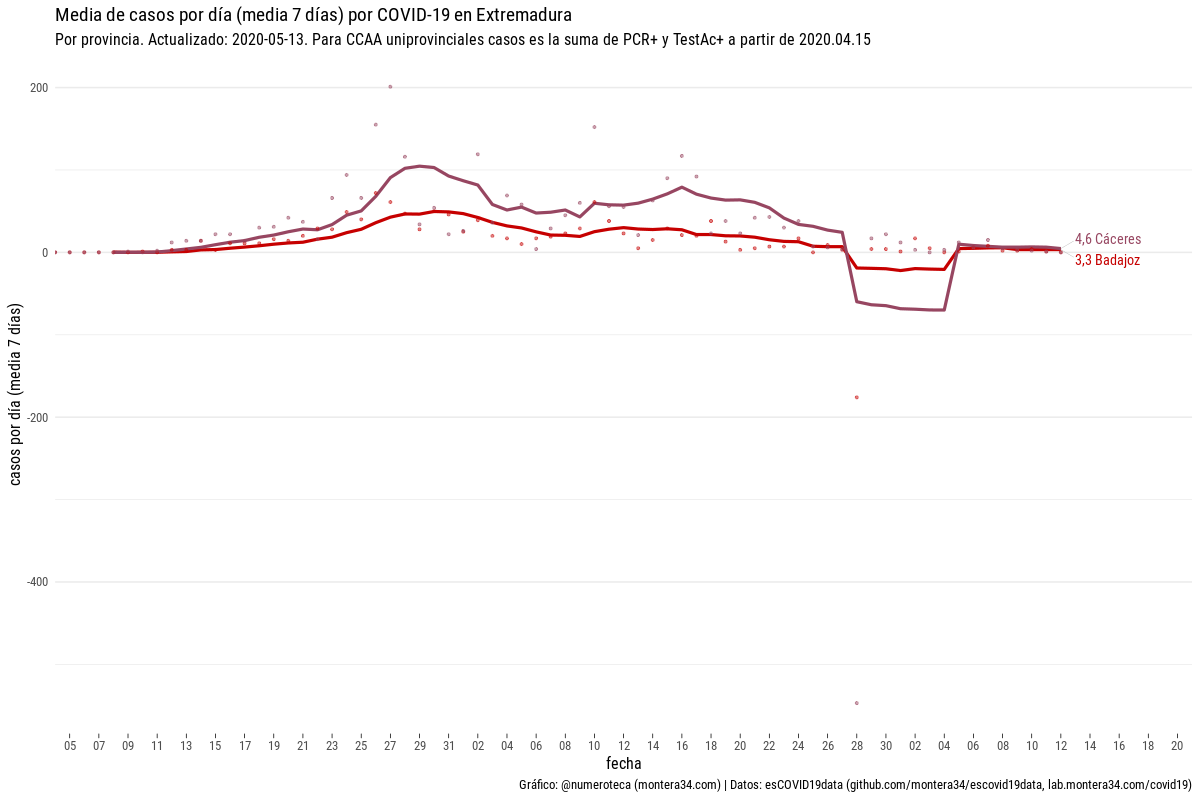 Media de casos por día (media 7 días) por COVID-19 en Extremadura
Por provincia. Actualizado: 2020-05-13. Para CCAA uniprovinciales casos es la suma de PCR+ y TestAc+ a partir de 2020.04.15
casos por día (media 7 días)
200
0
-200
-400
4,6 Cáceres
3,3 Badajoz
05 07 09 11 13 15 17 19 21 23 25 27 29 31 02 04 06 08 10 12 14 16 18 20 22 24 26 28 30 02 04 06 08 10 12 14 16 18 20
fecha
Gráfico: @numeroteca (montera34.com) | Datos: esCOVID19data (github.com/montera34/escovid19data, lab.montera34.com/covid19)